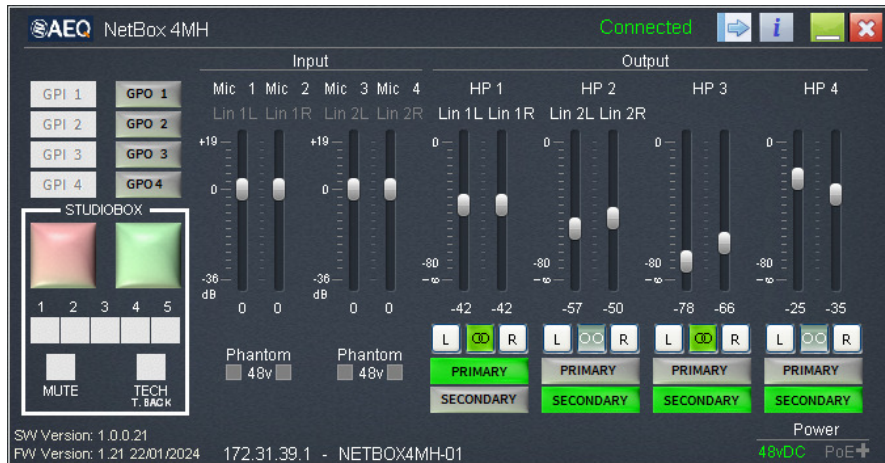 AEQ NetBox 4MH Connected i
Input Output
GPI 1 GPO 1 Mic 1 Mic 2 Mic 3 Mic 4 HP 1 HP 2 HP 3 HP 4
Lin 1L Lin 1R Lin 2L Lin 2R Lin 1L Lin 1R Lin 2L Lin 2R
GPI 2 GPO 2
+19 +19 0 0 0 0
GPI 3 GPO 3
GPI 4 GPO4 0 0
STUDIOBOX
-80 -80 -80 -80
-36 -36 -∞ -∞ -∞ -∞
dB dB
1 2 3 4 5 0 0 0 0 -42 -42 -57 -50 -78 -66 -25 -35
L R L R L R L R
Phantom Phantom
48v 48v
PRIMARY PRIMARY PRIMARY PRIMARY
MUTE TECH
T. BACK
SECONDARY SECONDARY SECONDARY SECONDARY
SW Version: 1.0.0.21 Power
FW Version: 1.21 22/01/2024 172.31.39.1 - NETBOX4MH-01 48vDC PoE+